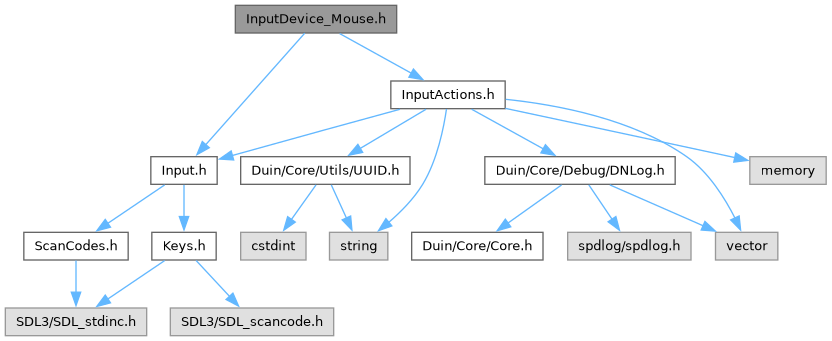 InputDevice_Mouse.h
InputActions.h
Input.h
Duin/Core/Utils/UUID.h
Duin/Core/Debug/DNLog.h
memory
ScanCodes.h
Keys.h
cstdint
string
Duin/Core/Core.h
spdlog/spdlog.h
vector
SDL3/SDL_stdinc.h
SDL3/SDL_scancode.h